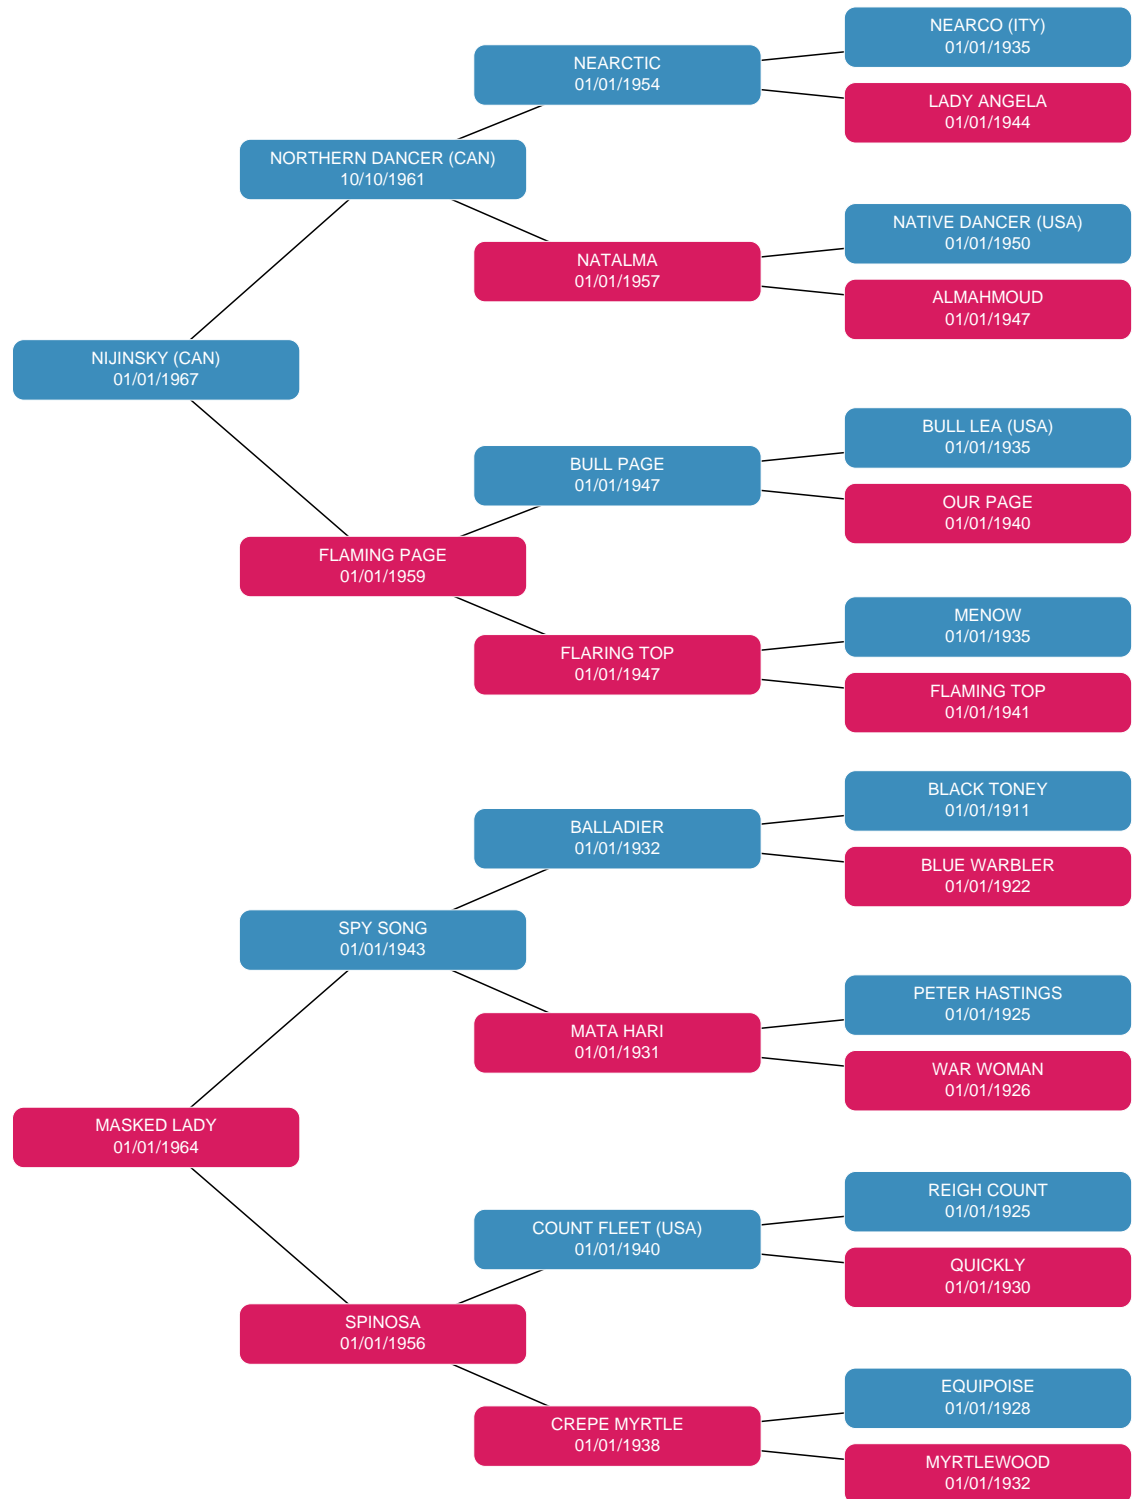 NEARCO (ITY)
01/01/1935
NEARCTIC
01/01/1954
LADY ANGELA
01/01/1944
NORTHERN DANCER (CAN)
10/10/1961
NATIVE DANCER (USA)
01/01/1950
NATALMA
01/01/1957
ALMAHMOUD
01/01/1947
NIJINSKY (CAN)
01/01/1967
BULL LEA (USA)
01/01/1935
BULL PAGE
01/01/1947
OUR PAGE
01/01/1940
FLAMING PAGE
01/01/1959
MENOW
01/01/1935
FLARING TOP
01/01/1947
FLAMING TOP
01/01/1941
BLACK TONEY
01/01/1911
BALLADIER
01/01/1932
BLUE WARBLER
01/01/1922
SPY SONG
01/01/1943
PETER HASTINGS
01/01/1925
MATA HARI
01/01/1931
WAR WOMAN
01/01/1926
MASKED LADY
01/01/1964
REIGH COUNT
01/01/1925
COUNT FLEET (USA)
01/01/1940
QUICKLY
01/01/1930
SPINOSA
01/01/1956
EQUIPOISE
01/01/1928
CREPE MYRTLE
01/01/1938
MYRTLEWOOD
01/01/1932